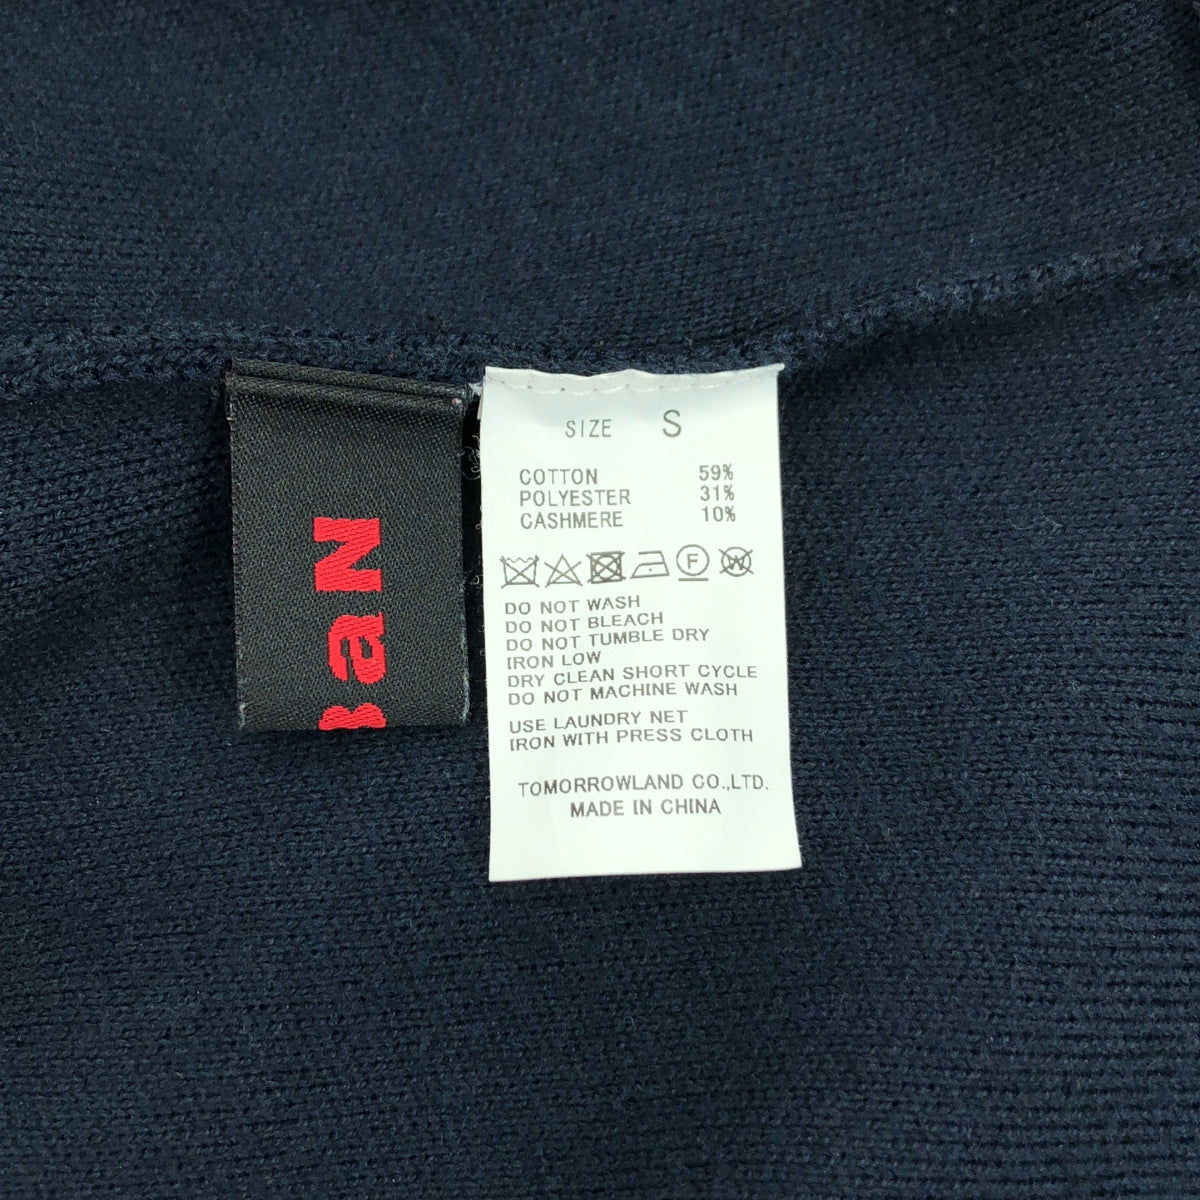 BaN
SIZE S
COTTON 59%
POLYESTER 31%
CASHMERE 10%
F W
DO NOT WASH
DO NOT BLEACH
DO NOT TUMBLE DRY
IRON LOW
DRY CLEAN SHORT CYCLE
DO NOT MACHINE WASH
USE LAUNDRY NET
IRON WITH PRESS CLOTH
TOMORROWLAND CO.,LTD.
MADE IN CHINA